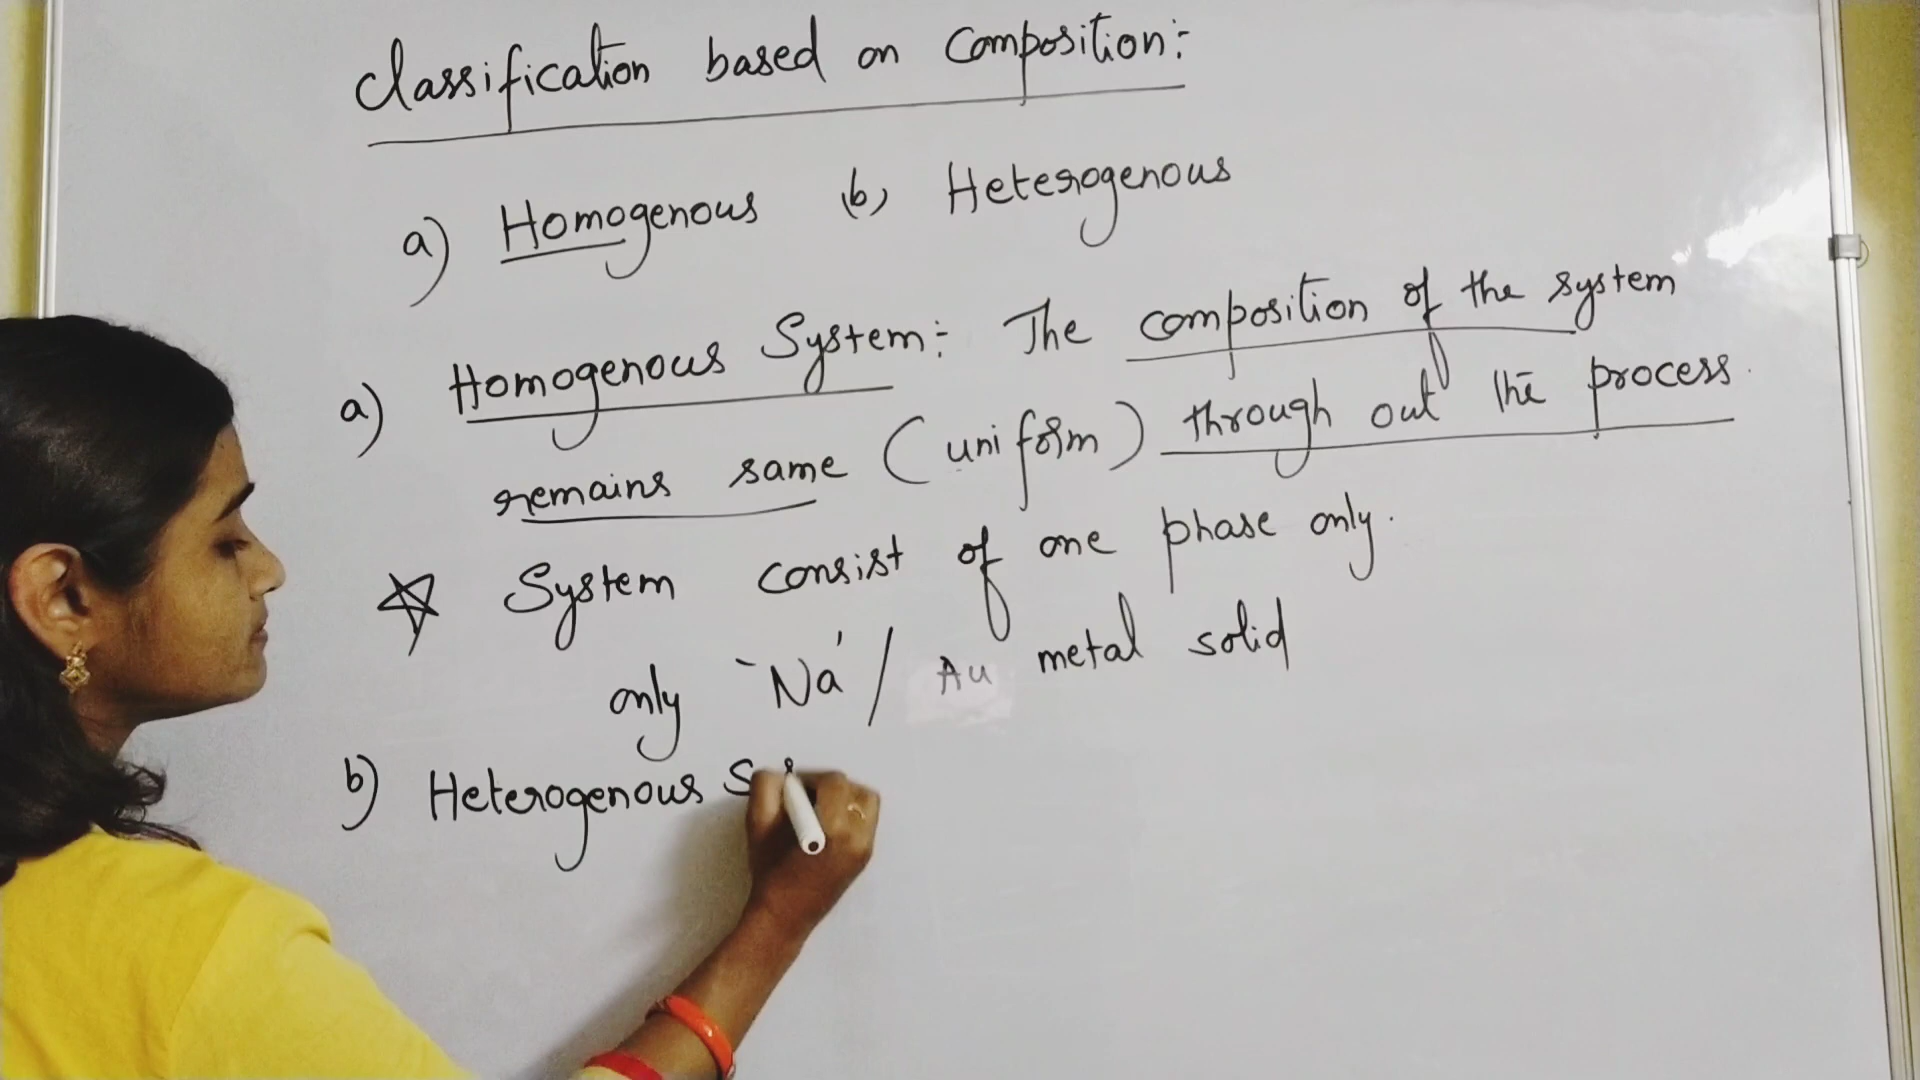 Classification based on Composition:-
a) Homogenous (b) Heterogenous
a) Homogenous System:- The composition of the system
remains same (uniform) through out the process.
System consist of one phase only.
only 'Na' / Au metal solid
b) Heterogenous